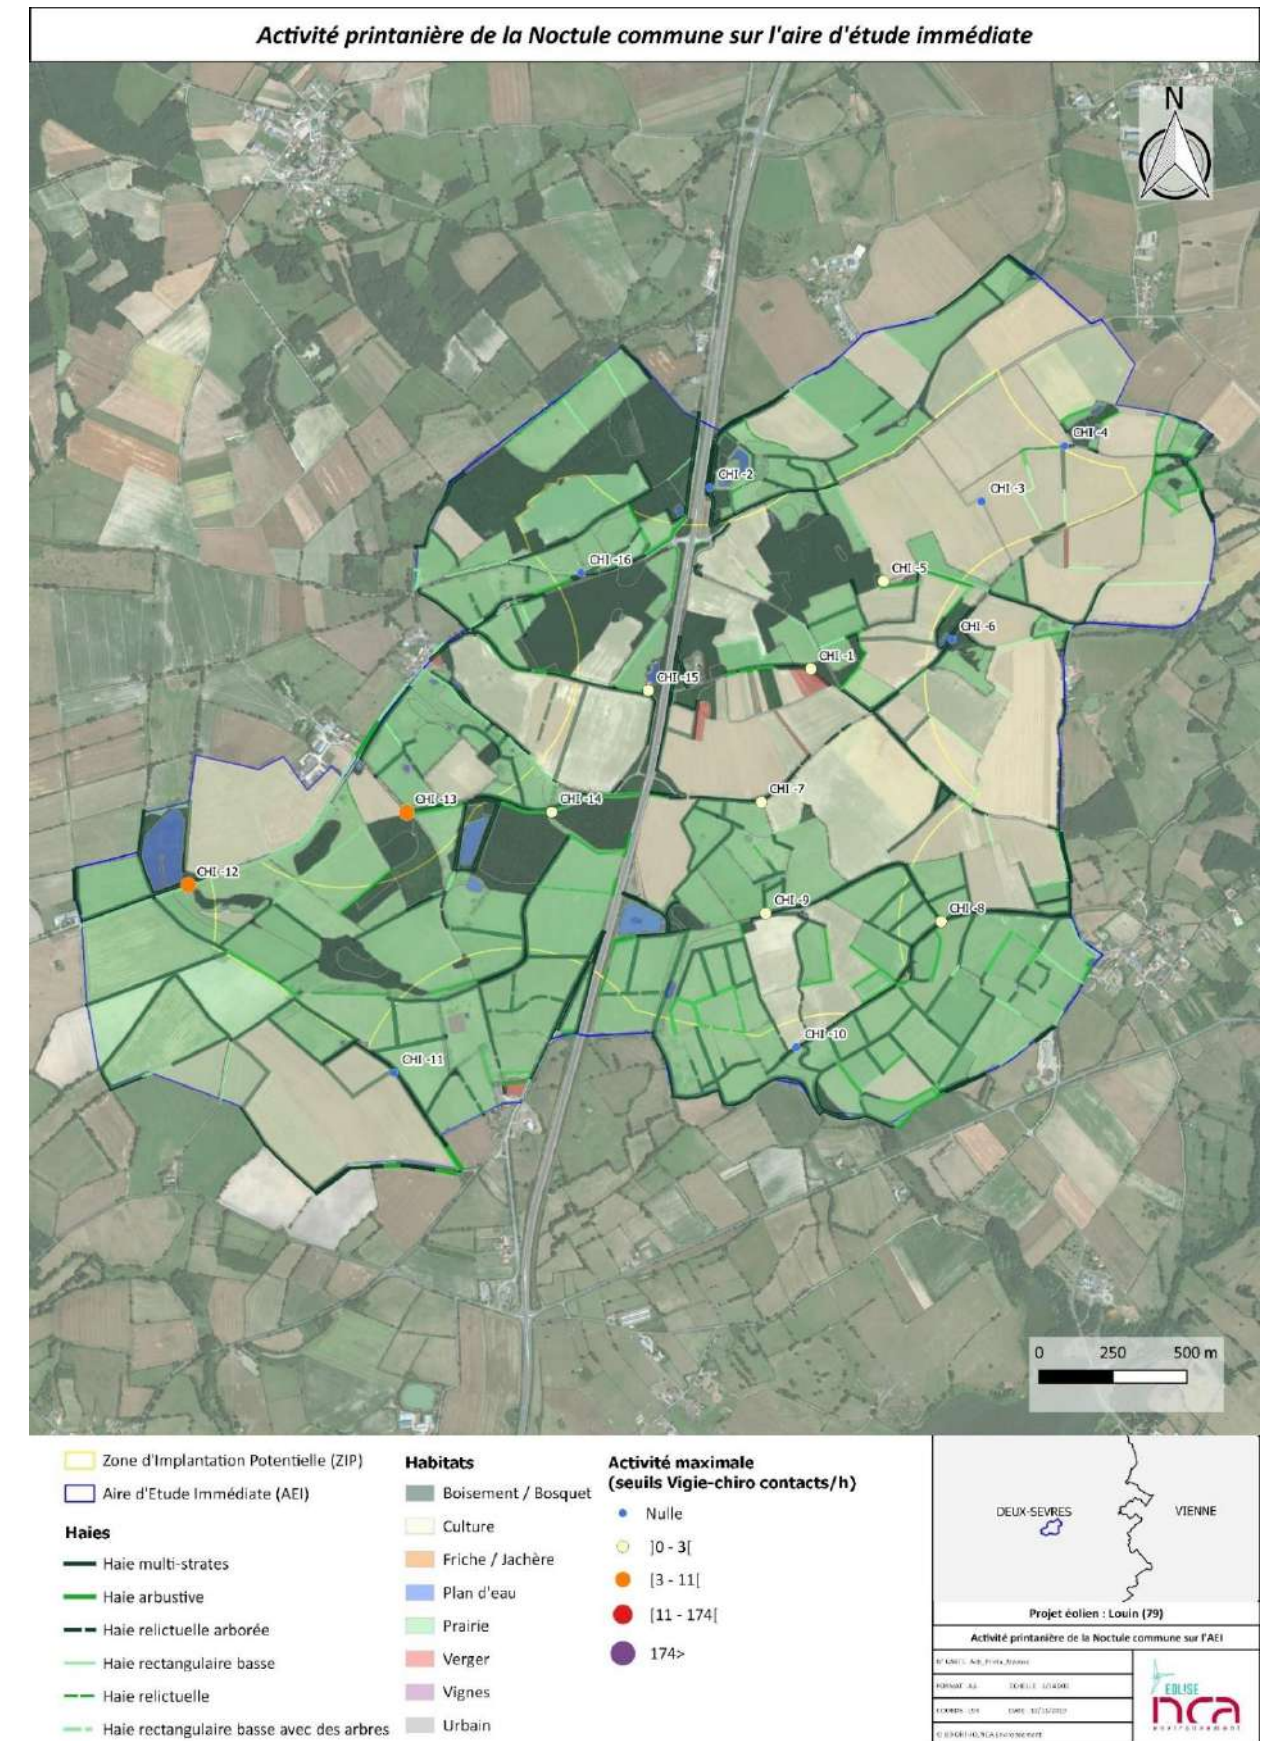 Activité printanière de la Noctule commune sur l'aire d'étude immédiate
N
CHI -4
CHI -2
CHI -3
CHI -16
CHI -5
CHI -6
CHI -1
CHI -15
CHI -7
CHI -13
CHI -14
CHI -12
CHI -9
CHI -8
CHI -10
CHI -11
0 250 500 m
Zone d'Implantation Potentielle (ZIP)
Aire d'Etude Immédiate (AEI)
Haies
Haie multi-strates
Haie arbustive
Haie relictuelle arborée
Haie rectangulaire basse
Haie relictuelle
Haie rectangulaire basse avec des arbres
Habitats
Boisement / Bosquet
Culture
Friche / Jachère
Plan d'eau
Prairie
Verger
Vignes
Urbain
Activité maximale
(seuils Vigie-chiro contacts/h)
Nulle
]0 - 3[
[3 - 11[
[11 - 174[
174>
DEUX-SEVRES
VIENNE
Projet éolien : Louin (79)
Activité printanière de la Noctule commune sur l'AEI
EOLISE
nca
environnement